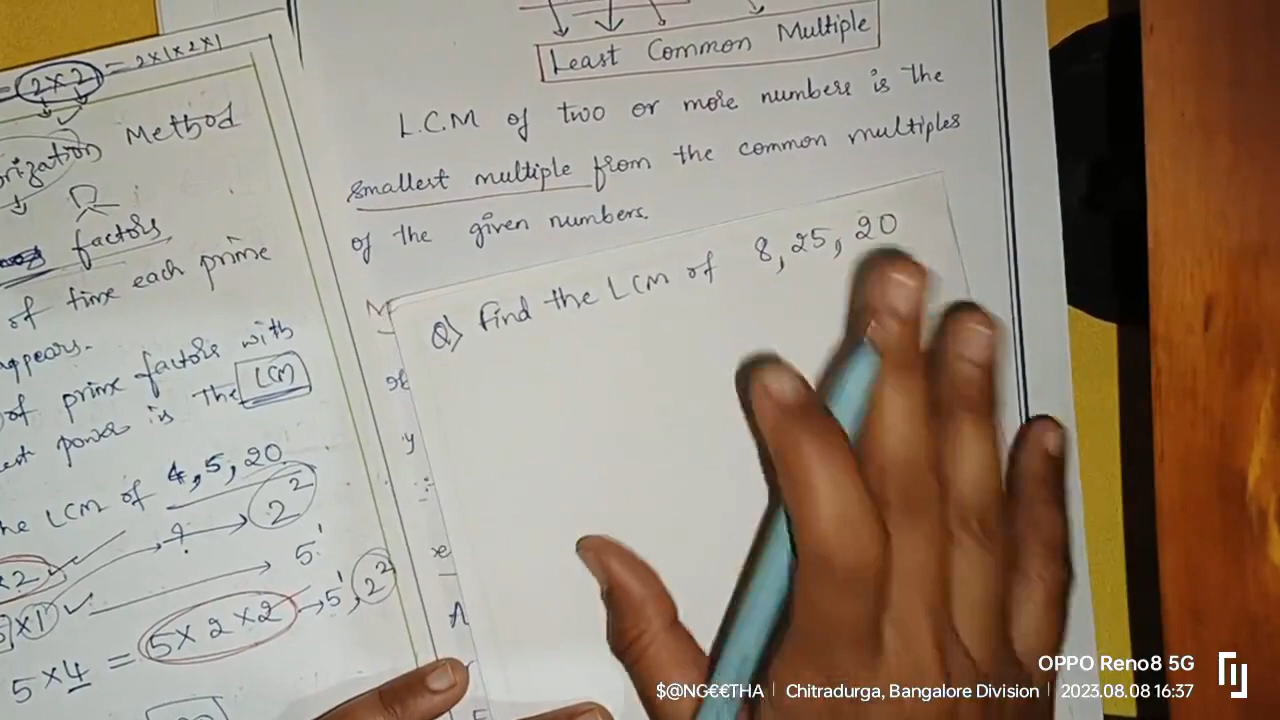 2×2 = 2×1×2×1
Method
factors
of time each prime
appears.
of prime factors with
power is the LCM
LCM of 4, 5, 20
2²
5¹
5×4 = 5×2×2 → 5¹, 2²
Least Common Multiple
L.C.M of two or more numbers is the
smallest multiple from the common multiples
of the given numbers.
Q) Find the LCM of 8, 25, 20
OPPO Reno8 5G
$@NG€€THA | Chitradurga, Bangalore Division | 2023.08.08 16:37